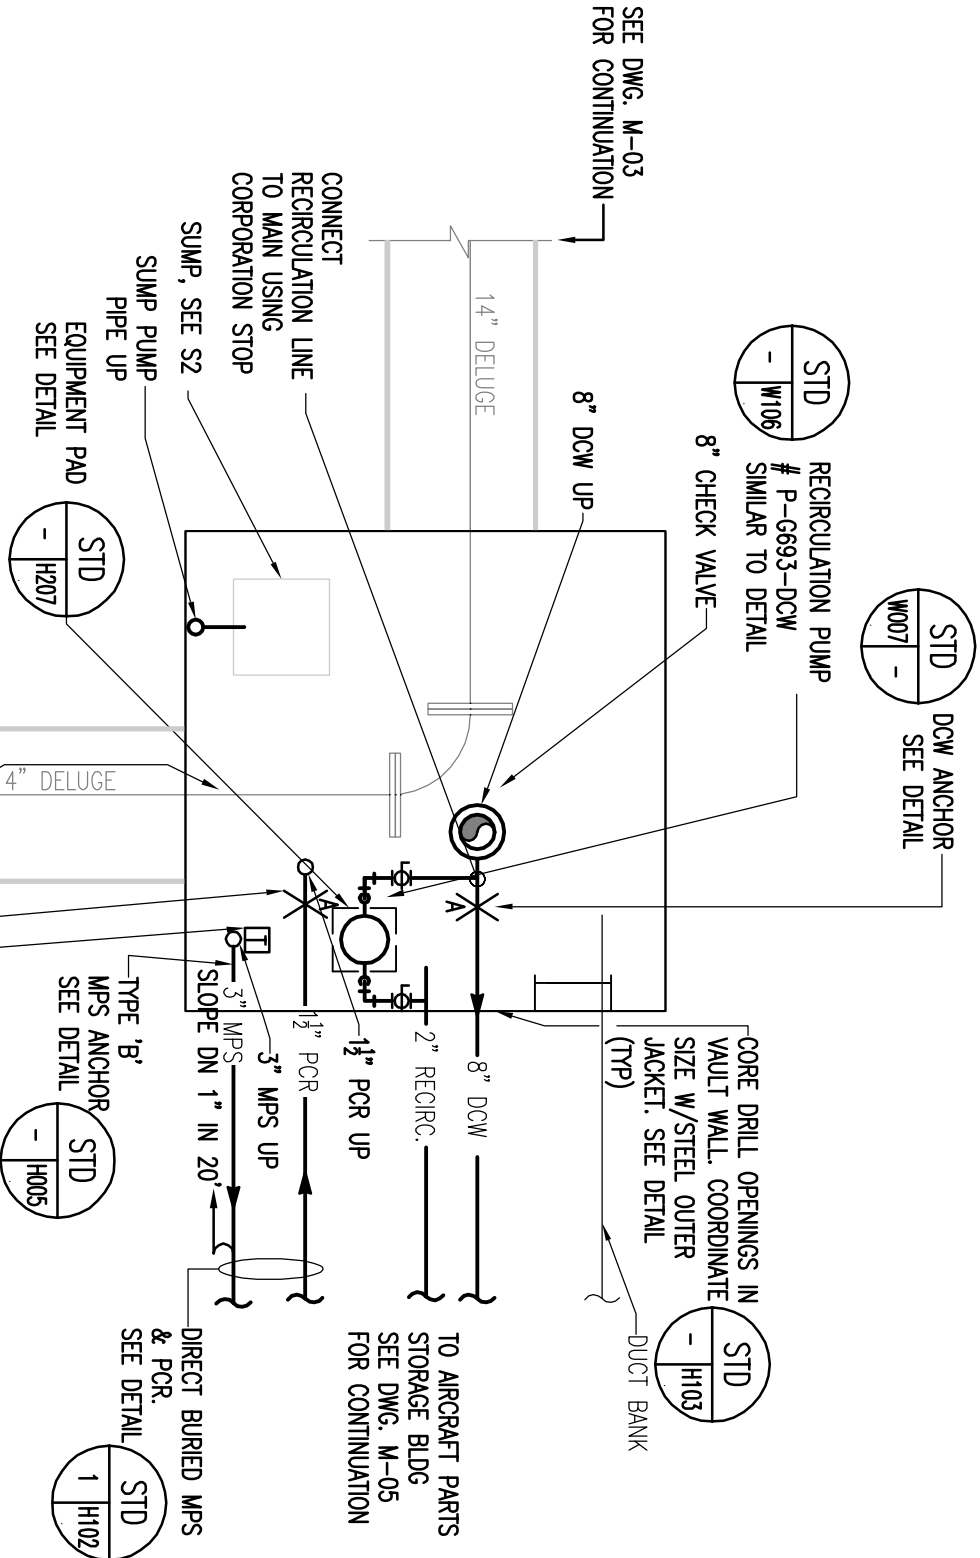 SEE DWG. M-03
FOR CONTINUATION
14" DELUGE
CONNECT
RECIRCULATION LINE
TO MAIN USING
CORPORATION STOP
SUMP, SEE S2
SUMP PUMP
PIPE UP
EQUIPMENT PAD
SEE DETAIL
STD
- H207
8" DCW UP
8" CHECK VALVE
STD
- W106
RECIRCULATION PUMP
# P-G693-DCW
SIMILAR TO DETAIL
STD
W007 -
DCW ANCHOR
SEE DETAIL
4" DELUGE
A
A
T
CORE DRILL OPENINGS IN
VAULT WALL. COORDINATE
SIZE W/STEEL OUTER
JACKET. SEE DETAIL
(TYP)
STD
- H103
DUCT BANK
8" DCW
2" RECIRC.
1½" PCR UP
1½" PCR
3" MPS UP
3" MPS
SLOPE DN 1" IN 20'
TYPE 'B'
MPS ANCHOR
SEE DETAIL
STD
- H005
TO AIRCRAFT PARTS
STORAGE BLDG
SEE DWG. M-05
FOR CONTINUATION
DIRECT BURIED MPS
& PCR.
SEE DETAIL
STD
1 H102